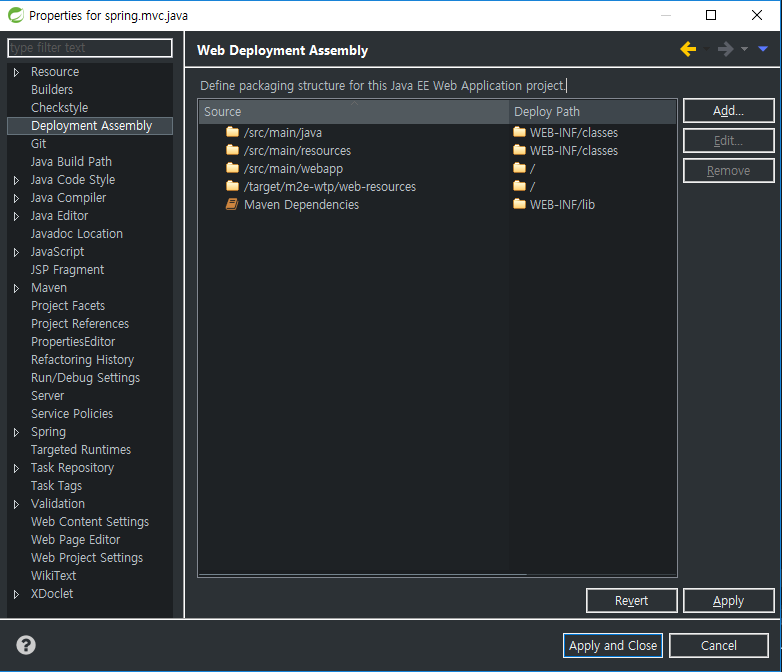 Properties for spring.mvc.java
type filter text
Web Deployment Assembly
Resource
Builders
Checkstyle
Deployment Assembly
Git
Java Build Path
Java Code Style
Java Compiler
Java Editor
Javadoc Location
JavaScript
JSP Fragment
Maven
Project Facets
Project References
PropertiesEditor
Refactoring History
Run/Debug Settings
Server
Service Policies
Spring
Targeted Runtimes
Task Repository
Task Tags
Validation
Web Content Settings
Web Page Editor
Web Project Settings
WikiText
XDoclet
Define packaging structure for this Java EE Web Application project.
Source Deploy Path
/src/main/java WEB-INF/classes
/src/main/resources WEB-INF/classes
/src/main/webapp /
/target/m2e-wtp/web-resources /
Maven Dependencies WEB-INF/lib
Add...
Edit...
Remove
Revert Apply
? Apply and Close Cancel